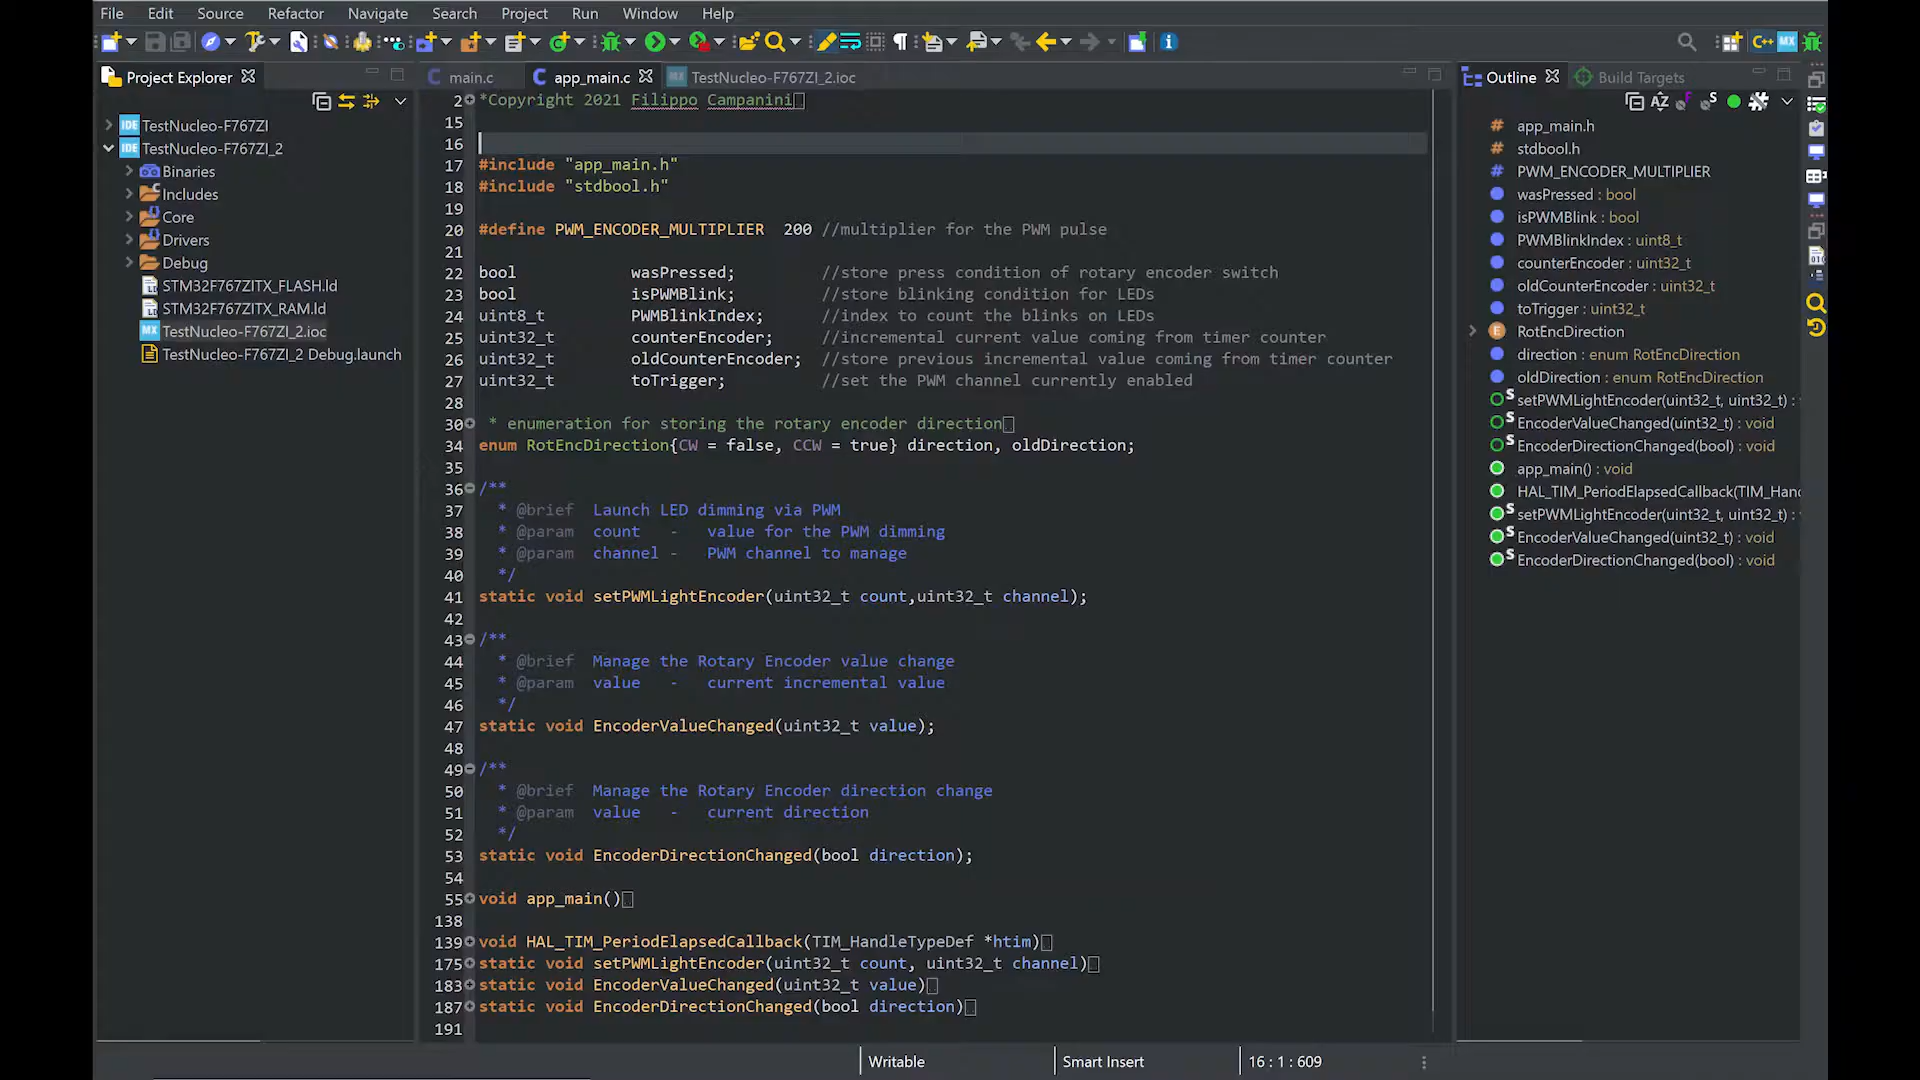 File Edit Source Refactor Navigate Search Project Run Window Help
Project Explorer
main.c app_main.c TestNucleo-F767ZI_2.ioc
Outline Build Targets
TestNucleo-F767ZI
TestNucleo-F767ZI_2
Binaries
Includes
Core
Drivers
Debug
STM32F767ZITX_FLASH.ld
STM32F767ZITX_RAM.ld
TestNucleo-F767ZI_2.ioc
TestNucleo-F767ZI_2 Debug.launch
2 *Copyright 2021 Filippo Campanini
15
16
17 #include "app_main.h"
18 #include "stdbool.h"
19
20 #define PWM_ENCODER_MULTIPLIER 200 //multiplier for the PWM pulse
21
22 bool wasPressed; //store press condition of rotary encoder switch
23 bool isPWMBlink; //store blinking condition for LEDs
24 uint8_t PWMBlinkIndex; //index to count the blinks on LEDs
25 uint32_t counterEncoder; //incremental current value coming from timer counter
26 uint32_t oldCounterEncoder; //store previous incremental value coming from timer counter
27 uint32_t toTrigger; //set the PWM channel currently enabled
28
30 * enumeration for storing the rotary encoder direction
34 enum RotEncDirection{CW = false, CCW = true} direction, oldDirection;
35
36 /**
37 * @brief Launch LED dimming via PWM
38 * @param count - value for the PWM dimming
39 * @param channel - PWM channel to manage
40 */
41 static void setPWMLightEncoder(uint32_t count,uint32_t channel);
42
43 /**
44 * @brief Manage the Rotary Encoder value change
45 * @param value - current incremental value
46 */
47 static void EncoderValueChanged(uint32_t value);
48
49 /**
50 * @brief Manage the Rotary Encoder direction change
51 * @param value - current direction
52 */
53 static void EncoderDirectionChanged(bool direction);
54
55 void app_main()
138
139 void HAL_TIM_PeriodElapsedCallback(TIM_HandleTypeDef *htim)
175 static void setPWMLightEncoder(uint32_t count, uint32_t channel)
183 static void EncoderValueChanged(uint32_t value)
187 static void EncoderDirectionChanged(bool direction)
191
app_main.h
stdbool.h
PWM_ENCODER_MULTIPLIER
wasPressed : bool
isPWMBlink : bool
PWMBlinkIndex : uint8_t
counterEncoder : uint32_t
oldCounterEncoder : uint32_t
toTrigger : uint32_t
RotEncDirection
direction : enum RotEncDirection
oldDirection : enum RotEncDirection
setPWMLightEncoder(uint32_t, uint32_t) :
EncoderValueChanged(uint32_t) : void
EncoderDirectionChanged(bool) : void
app_main() : void
HAL_TIM_PeriodElapsedCallback(TIM_Hand
setPWMLightEncoder(uint32_t, uint32_t) :
EncoderValueChanged(uint32_t) : void
EncoderDirectionChanged(bool) : void
Writable Smart Insert 16 : 1 : 609